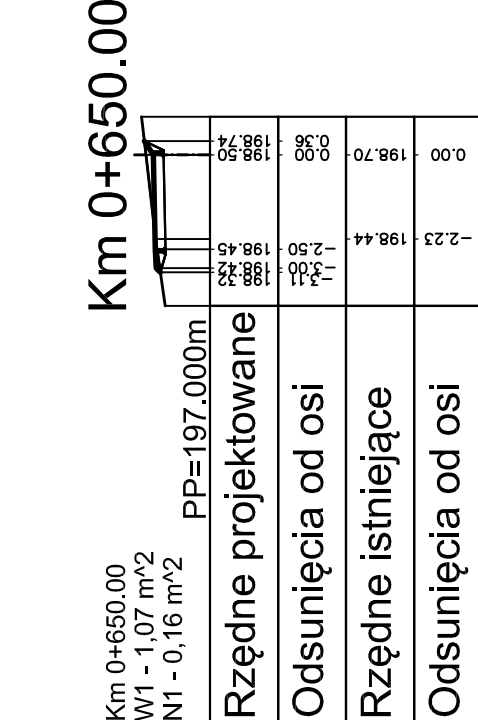 Km 0+650.00
Km 0+650.00
W1 - 1,07 m^2
N1 - 0,16 m^2
PP=197.000m
Rzędne projektowane
198.32
198.42
198.45
198.50
198.74
Odsunięcia od osi
-3.11
-3.00
-2.50
0.00
0.36
Rzędne istniejące
198.44
198.70
Odsunięcia od osi
-2.23
0.00